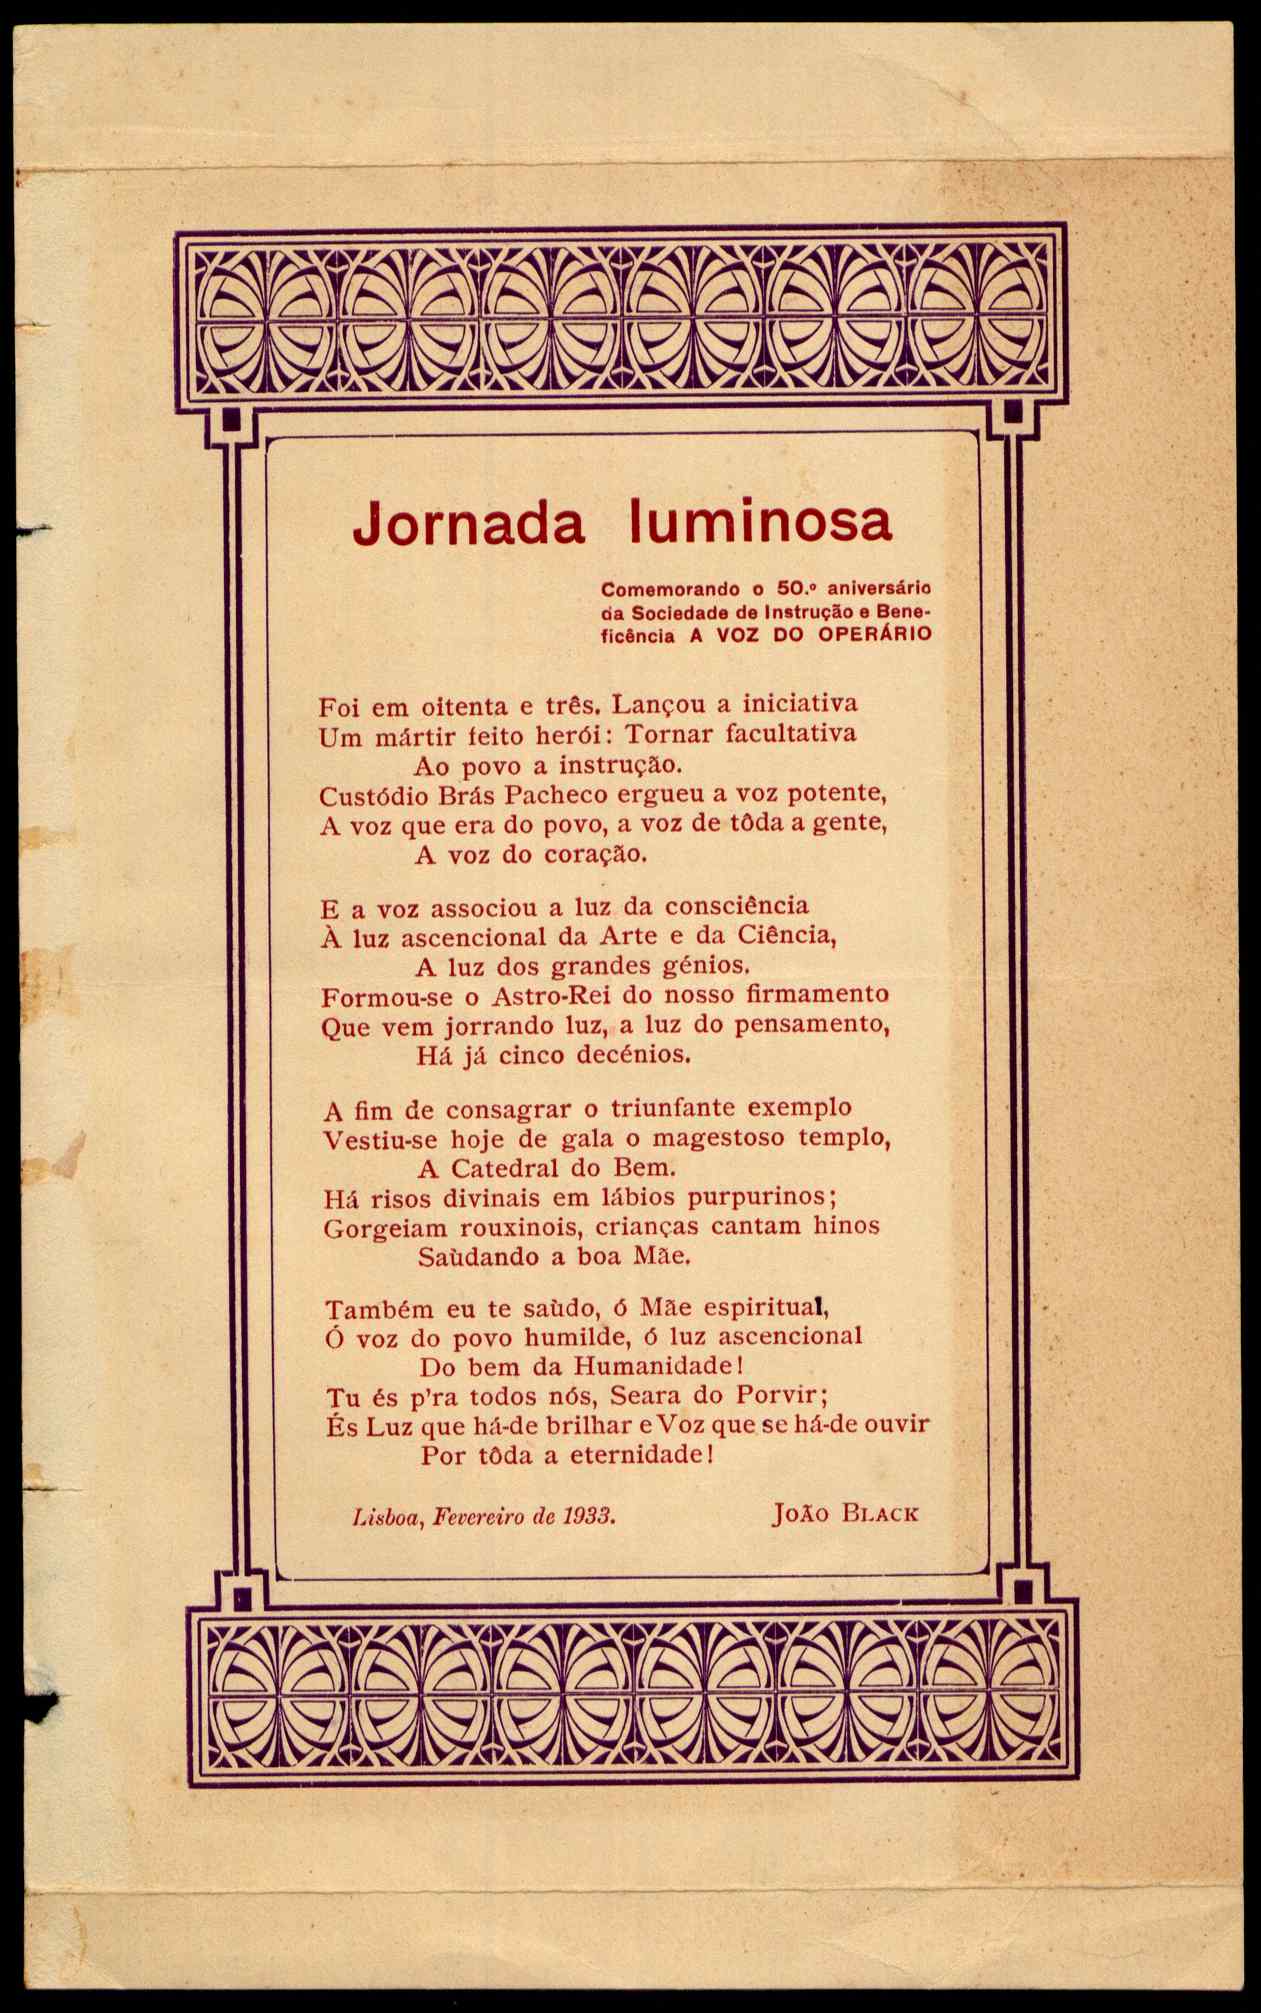 Jornada luminosa
Comemorando o 50.º aniversário
da Sociedade de Instrução e Bene-
ficência A VOZ DO OPERÁRIO
Foi em oitenta e três. Lançou a iniciativa
Um mártir feito herói: Tornar facultativa
Ao povo a instrução.
Custódio Brás Pacheco ergueu a voz potente,
A voz que era do povo, a voz de tôda a gente,
A voz do coração.
E a voz associou a luz da consciência
À luz ascencional da Arte e da Ciência,
A luz dos grandes génios.
Formou-se o Astro-Rei do nosso firmamento
Que vem jorrando luz, a luz do pensamento,
Há já cinco decénios.
A fim de consagrar o triunfante exemplo
Vestiu-se hoje de gala o magestoso templo,
A Catedral do Bem.
Há risos divinais em lábios purpurinos;
Gorgeiam rouxinois, crianças cantam hinos
Saùdando a boa Mãe.
Também eu te saùdo, ó Mãe espiritual,
Ó voz do povo humilde, ó luz ascencional
Do bem da Humanidade!
Tu és p'ra todos nós, Seara do Porvir;
És Luz que há-de brilhar e Voz que se há-de ouvir
Por tôda a eternidade!
Lisboa, Fevereiro de 1933. JOÃO BLACK